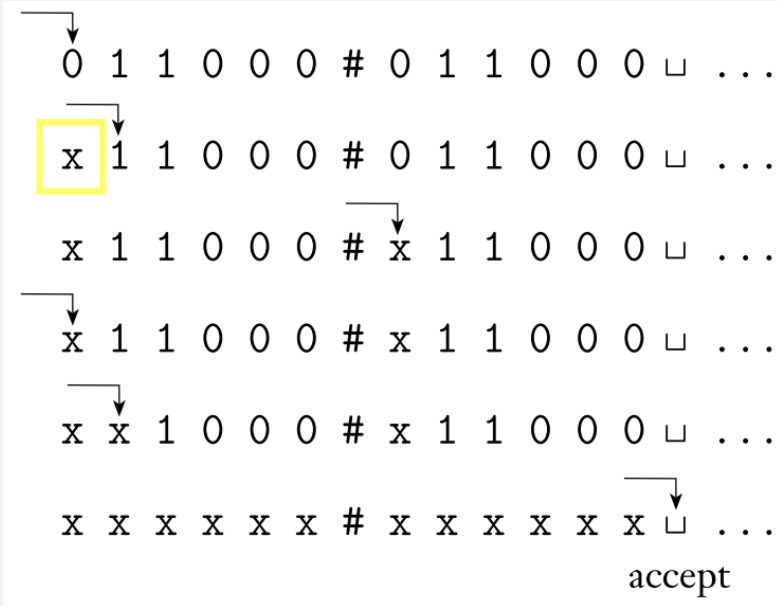 0 1 1 0 0 0 # 0 1 1 0 0 0 ␣ ...
x 1 1 0 0 0 # 0 1 1 0 0 0 ␣ ...
x 1 1 0 0 0 # x 1 1 0 0 0 ␣ ...
x 1 1 0 0 0 # x 1 1 0 0 0 ␣ ...
x x 1 0 0 0 # x 1 1 0 0 0 ␣ ...
x x x x x x # x x x x x x ␣ ...
accept